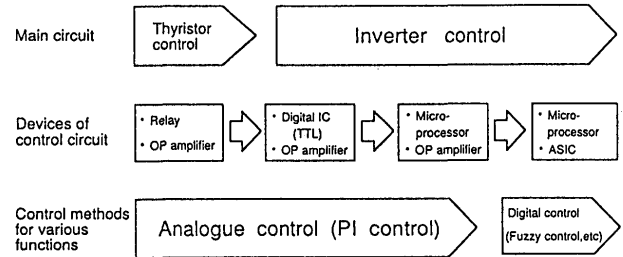 Main circuit
Thyristor
control
Inverter control
Devices of
control circuit
• Relay
• OP amplifier
• Digital IC
(TTL)
• OP amplifier
• Micro-
processor
• OP amplifier
• Micro-
processor
• ASIC
Control methods
for various
functions
Analogue control (PI control)
Digital control
(Fuzzy control,etc)